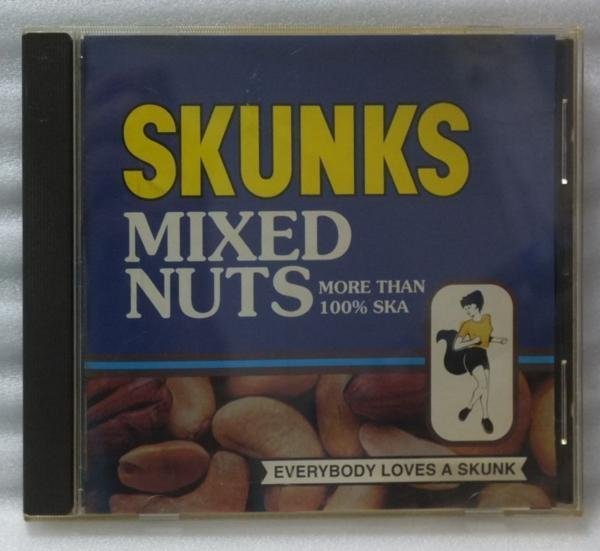 SKUNKS
MIXED
NUTS
MORE THAN
100% SKA
EVERYBODY LOVES A SKUNK